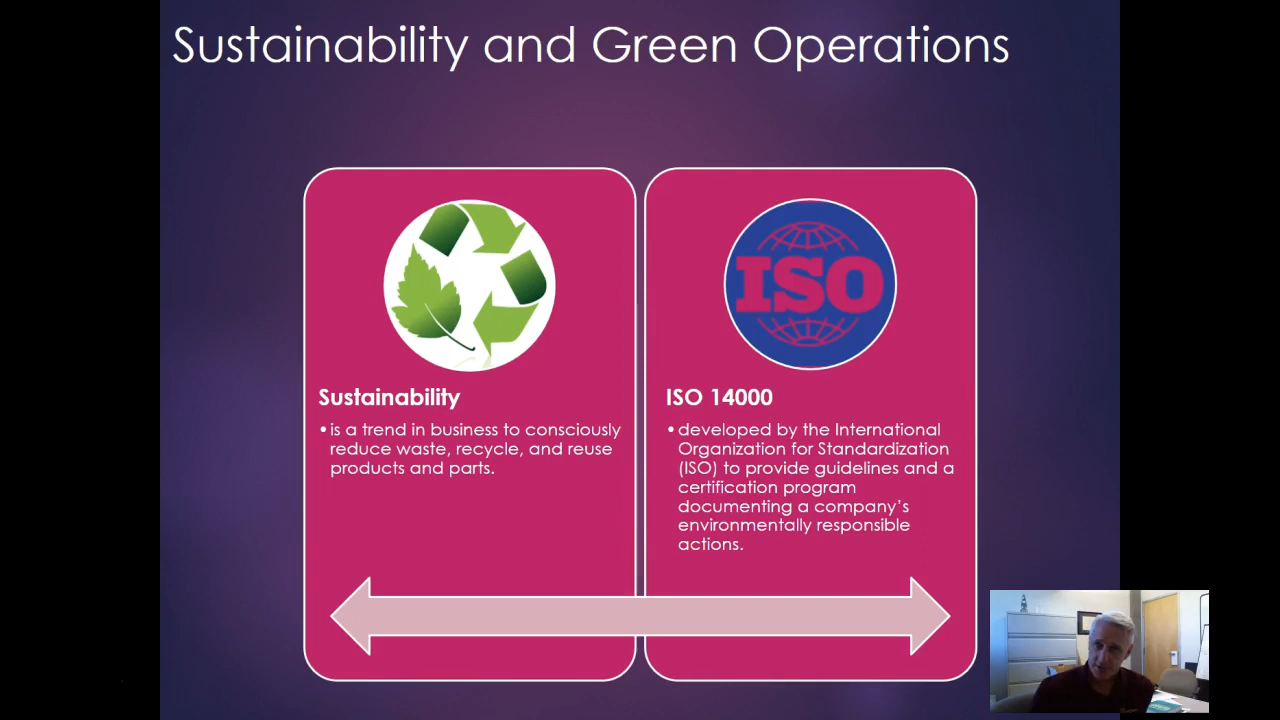 Sustainability and Green Operations
ISO
Sustainability
•is a trend in business to consciously
reduce waste, recycle, and reuse
products and parts.
ISO 14000
•developed by the International
Organization for Standardization
(ISO) to provide guidelines and a
certification program
documenting a company’s
environmentally responsible
actions.